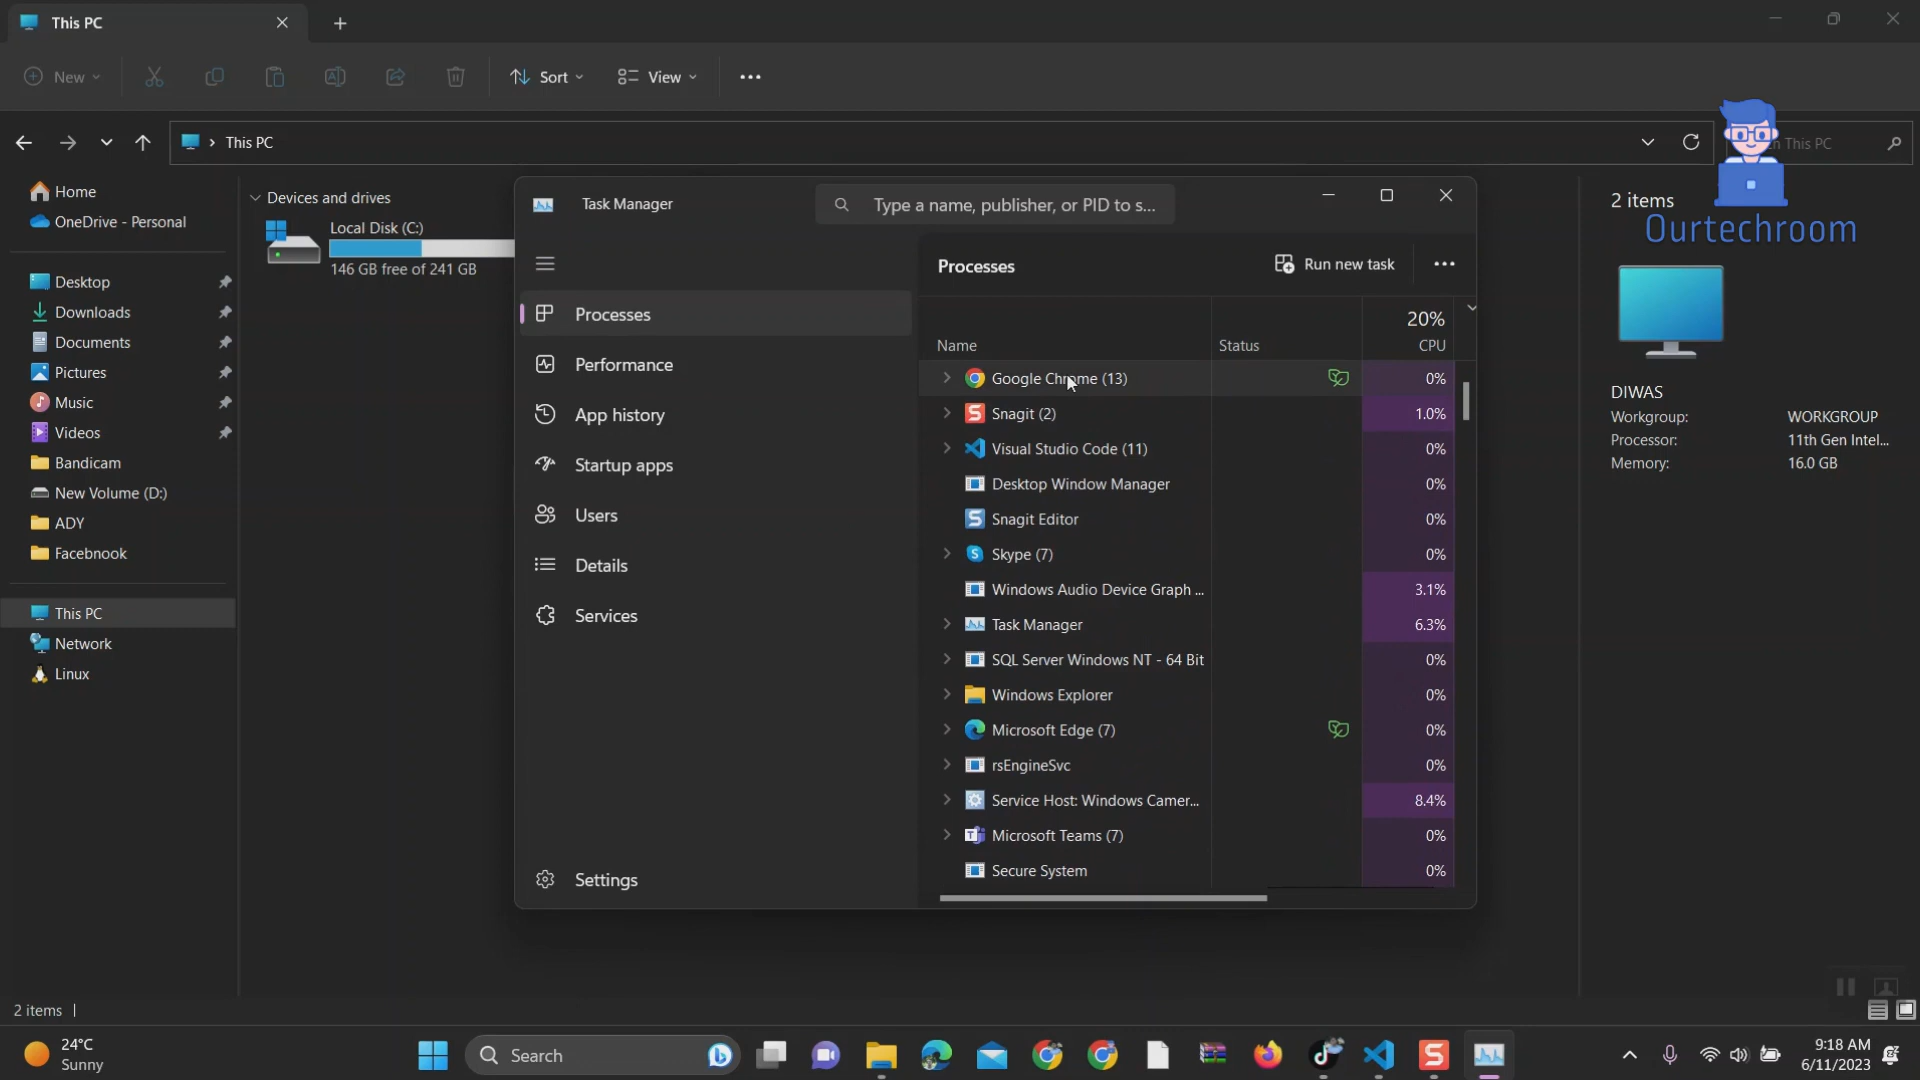 This PC
New
Sort
View
This PC
This PC
Home
OneDrive - Personal
Desktop
Downloads
Documents
Pictures
Music
Videos
Bandicam
New Volume (D:)
ADY
Facebnook
This PC
Network
Linux
Devices and drives
Local Disk (C:)
146 GB free of 241 GB
Task Manager
Type a name, publisher, or PID to s...
Processes
Performance
App history
Startup apps
Users
Details
Services
Settings
Processes
Run new task
20%
Name Status CPU
Google Chrome (13) 0%
Snagit (2) 1.0%
Visual Studio Code (11) 0%
Desktop Window Manager 0%
Snagit Editor 0%
Skype (7) 0%
Windows Audio Device Graph ... 3.1%
Task Manager 6.3%
SQL Server Windows NT - 64 Bit 0%
Windows Explorer 0%
Microsoft Edge (7) 0%
rsEngineSvc 0%
Service Host: Windows Camer... 8.4%
Microsoft Teams (7) 0%
Secure System 0%
2 items
Ourtechroom
DIWAS
Workgroup: WORKGROUP
Processor: 11th Gen Intel...
Memory: 16.0 GB
2 items
24°C
Sunny
Search
9:18 AM
6/11/2023